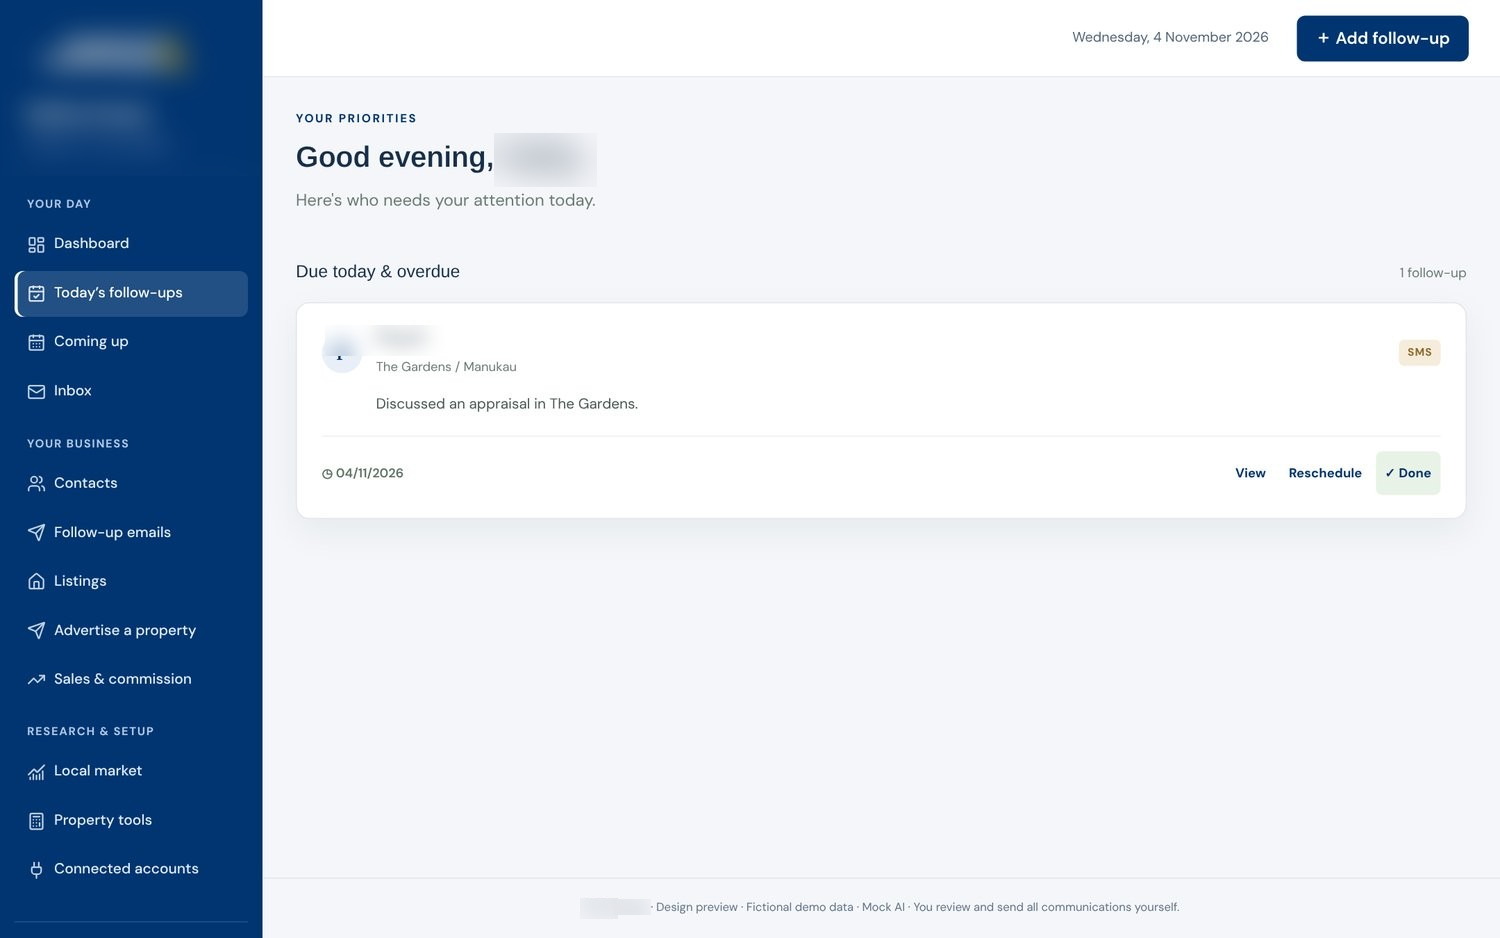 Wednesday, 4 November 2026
+ Add follow-up
YOUR PRIORITIES
Good evening,
Here's who needs your attention today.
YOUR DAY
Dashboard
Today's follow-ups
Coming up
Inbox
YOUR BUSINESS
Contacts
Follow-up emails
Listings
Advertise a property
Sales & commission
RESEARCH & SETUP
Local market
Property tools
Connected accounts
Due today & overdue
1 follow-up
The Gardens / Manukau
SMS
Discussed an appraisal in The Gardens.
04/11/2026
View
Reschedule
✓ Done
· Design preview · Fictional demo data · Mock AI · You review and send all communications yourself.